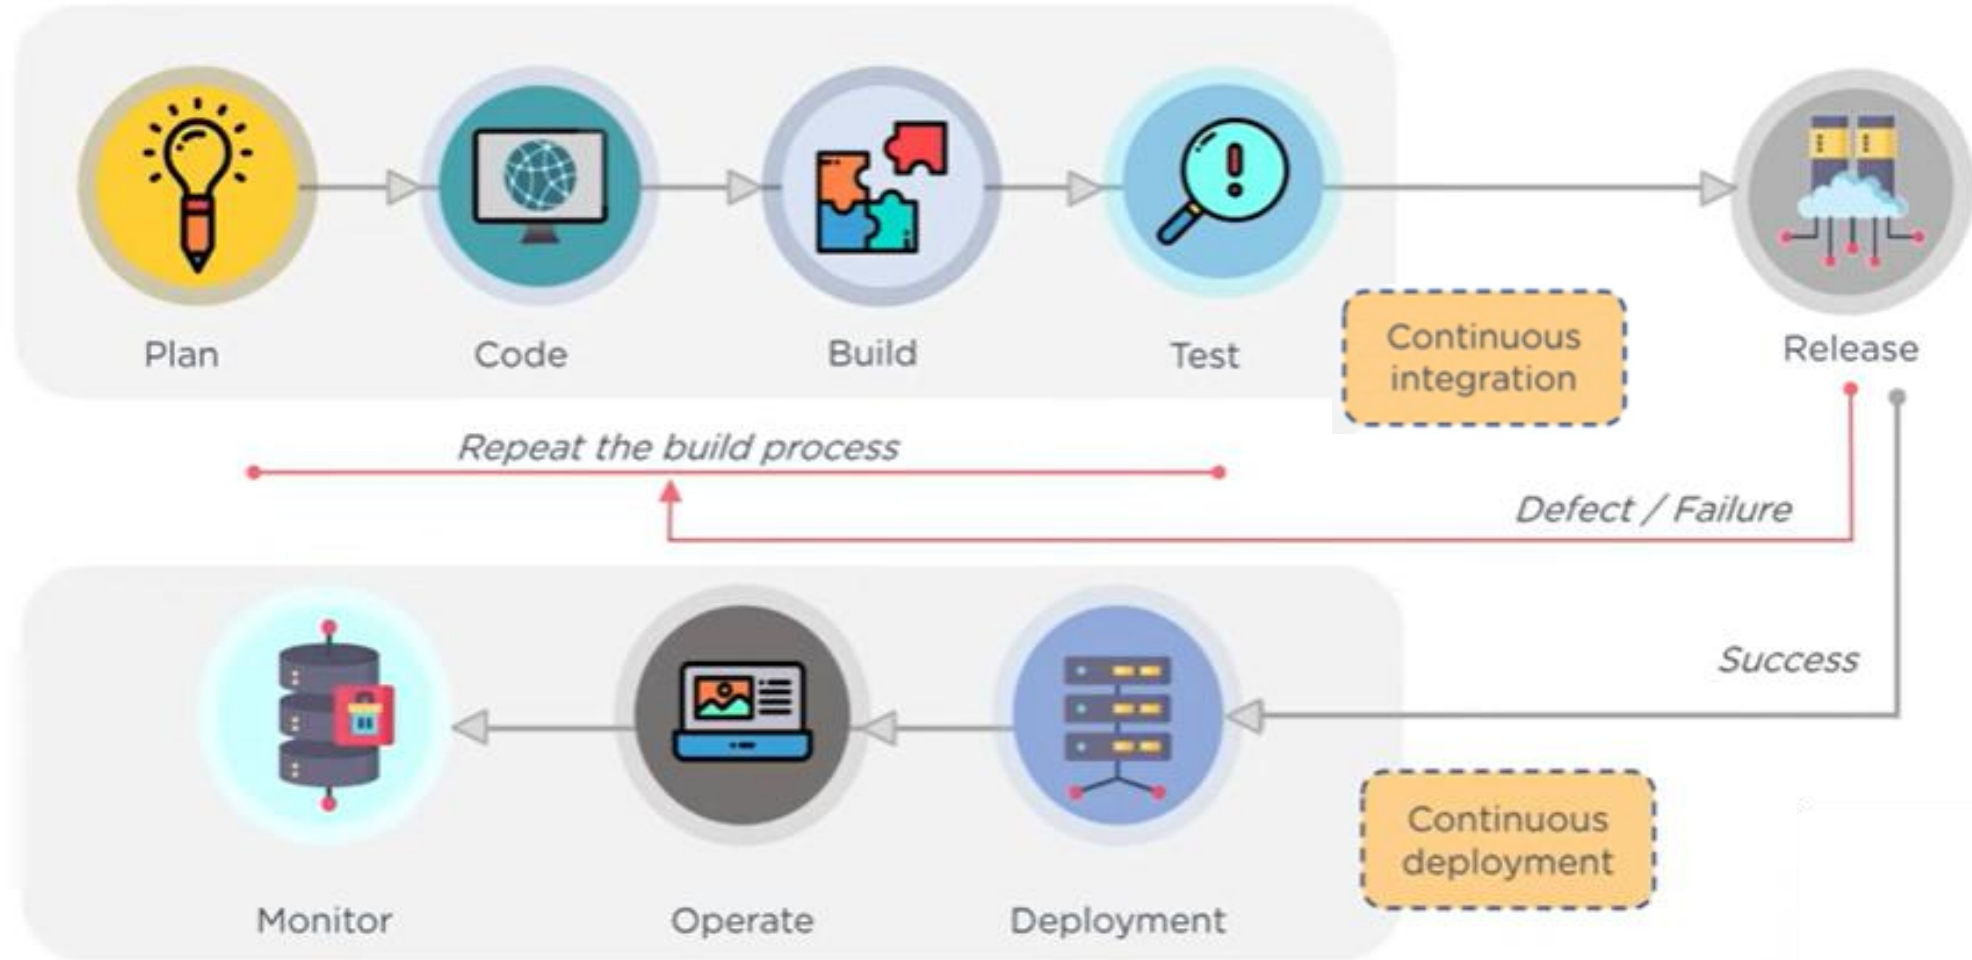 Plan
Code
Build
Test
Continuous
integration
Release
Repeat the build process
Defect / Failure
Success
Continuous
deployment
Monitor
Operate
Deployment